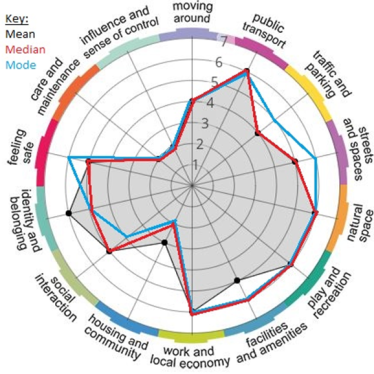 Key:
Mean
Median
Mode
moving
around
public
transport
traffic and
parking
streets
and spaces
natural
space
play and
recreation
facilities
and amenities
work and
local economy
housing and
community
social
interaction
identity and
belonging
feeling
safe
care and
maintenance
influence and
sense of control
7
6
5
4
3
2
1